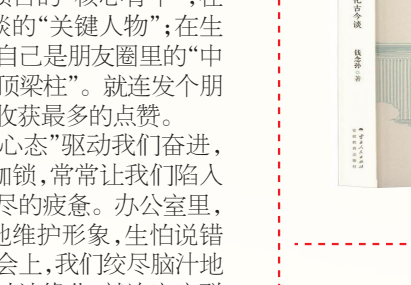 谈的“关键人物”;在生
自己是朋友圈里的“中
顶梁柱”。就连发个朋
收获最多的点赞。
心态”驱动我们奋进,
枷锁,常常让我们陷入
尽的疲惫。办公室里,
地维护形象,生怕说错
会上,我们绞尽脑汁地
化古今谈
钱念孙 著